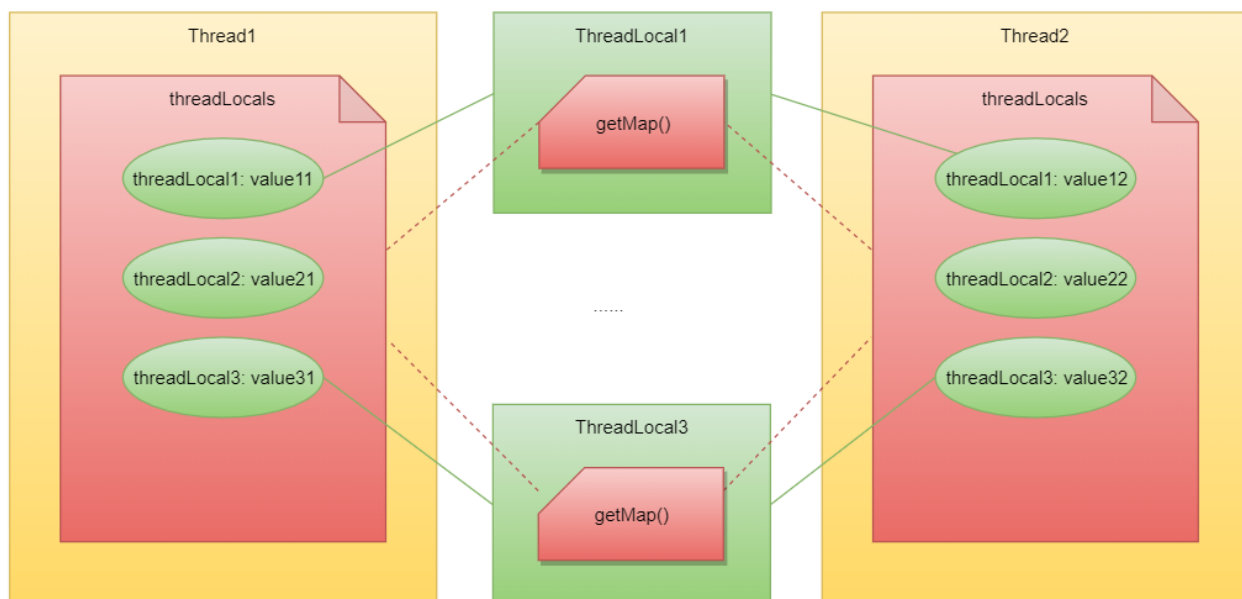 Thread1
threadLocals
threadLocal1: value11
threadLocal2: value21
threadLocal3: value31
ThreadLocal1
getMap()
......
ThreadLocal3
getMap()
Thread2
threadLocals
threadLocal1: value12
threadLocal2: value22
threadLocal3: value32